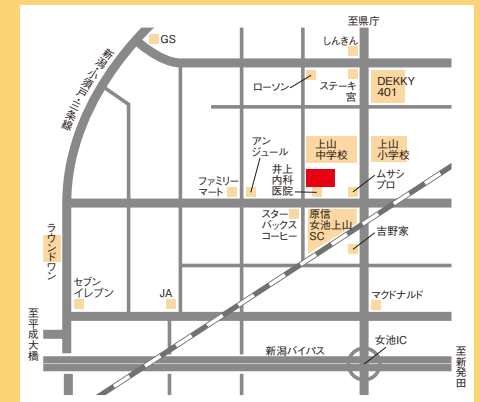 至県庁
GS
しんきん
新潟・小須戸・三条線
ローソン
ステーキ
宮
DEKKY
401
アン
ジュール
上山
中学校
上山
小学校
井上
内科
医院
ムサシ
プロ
ファミリー
マート
スター
バックス
コーヒー
原信
女池上山
SC
吉野家
ラウンドワン
セブン
イレブン
JA
マクドナルド
至平成大橋
女池IC
新潟バイパス
至新発田